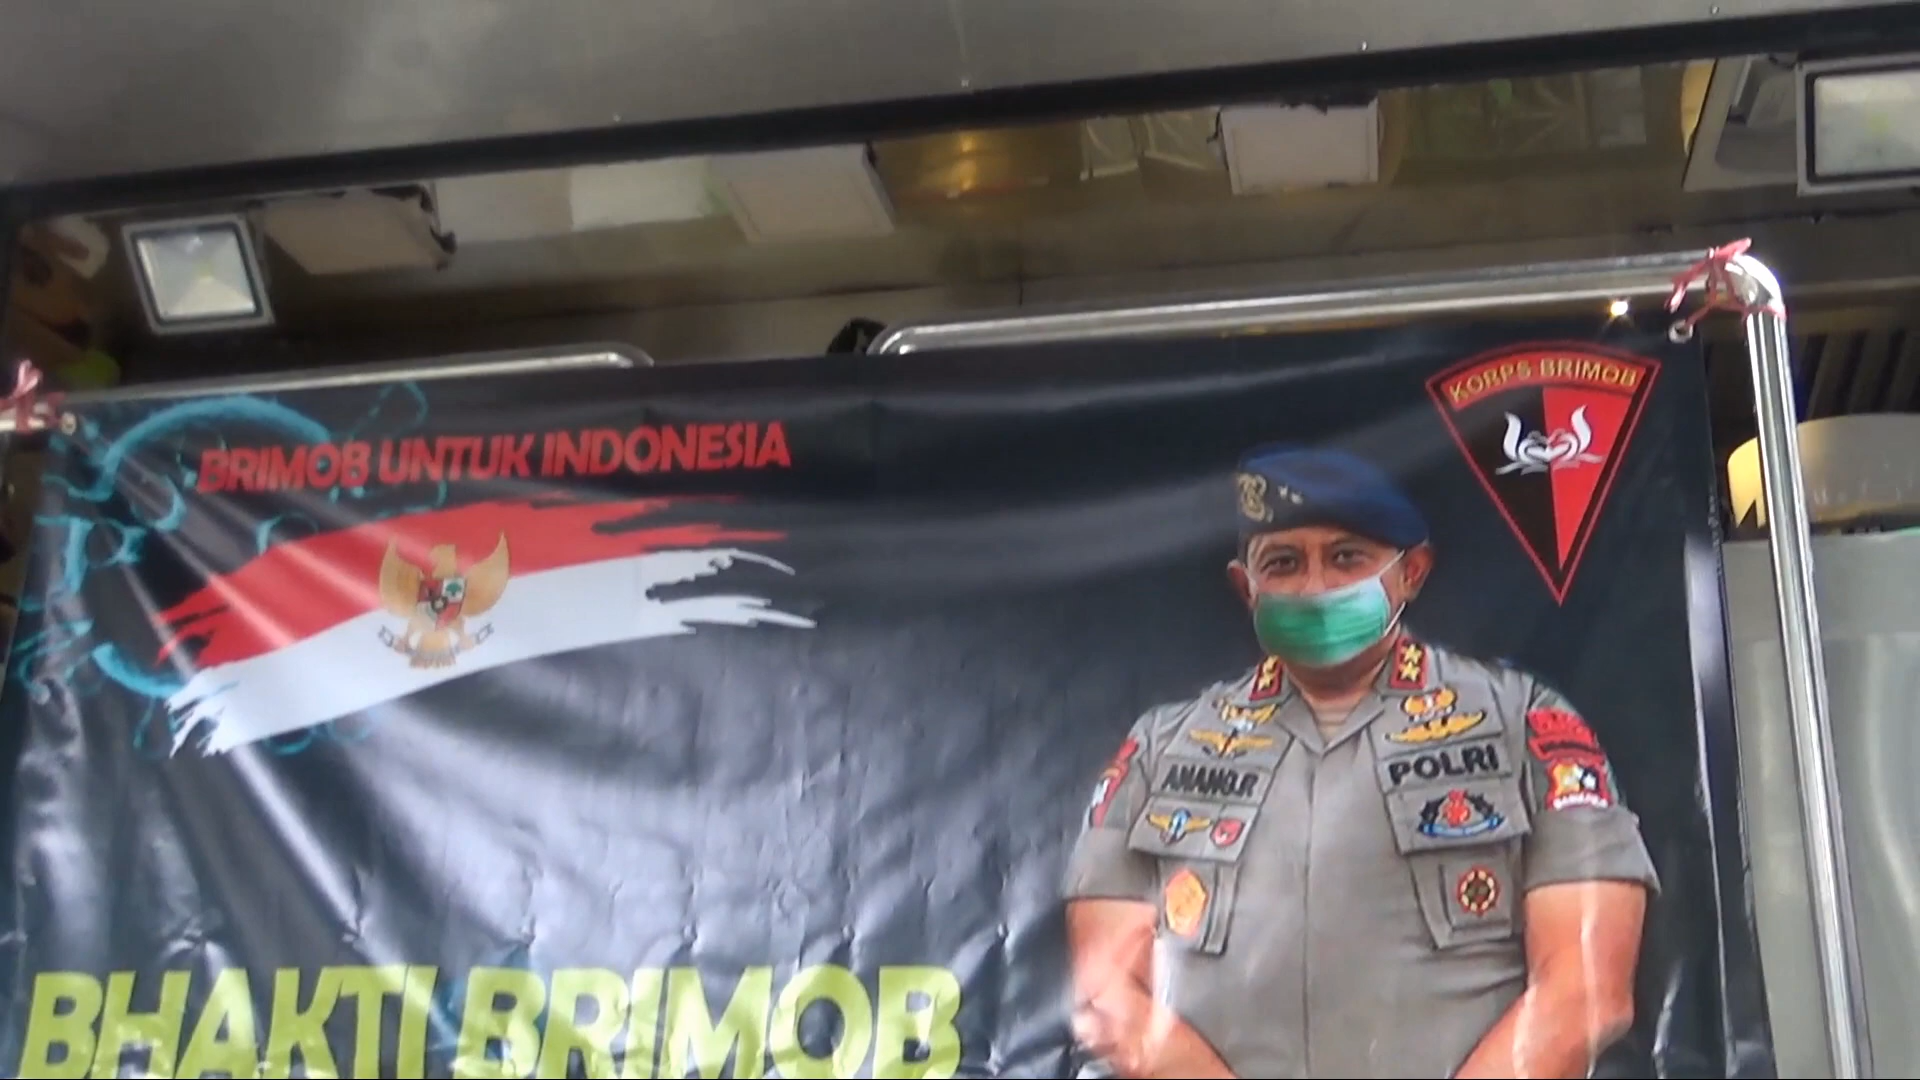 KORPS BRIMOB
BRIMOB UNTUK INDONESIA
ANANG.R
POLRI
BHAKTI BRIMOB